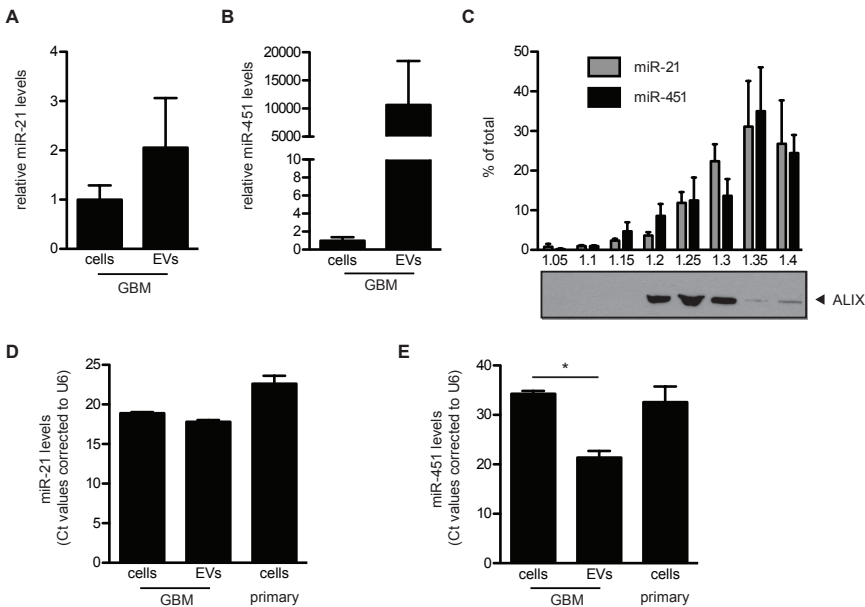 A
relative miR-21 levels
4
3
2
1
0
cells EVs
GBM
B
relative miR-451 levels
20000
15000
10000
5000
10
8
6
4
2
0
cells EVs
GBM
C
% of total
50
40
30
20
10
0
miR-21
miR-451
1.05 1.1 1.15 1.2 1.25 1.3 1.35 1.4
◄ ALIX
D
miR-21 levels
(Ct values corrected to U6)
25
20
15
10
5
0
cells EVs cells
GBM primary
E
miR-451 levels
(Ct values corrected to U6)
40
30
20
10
0
*
cells EVs cells
GBM primary